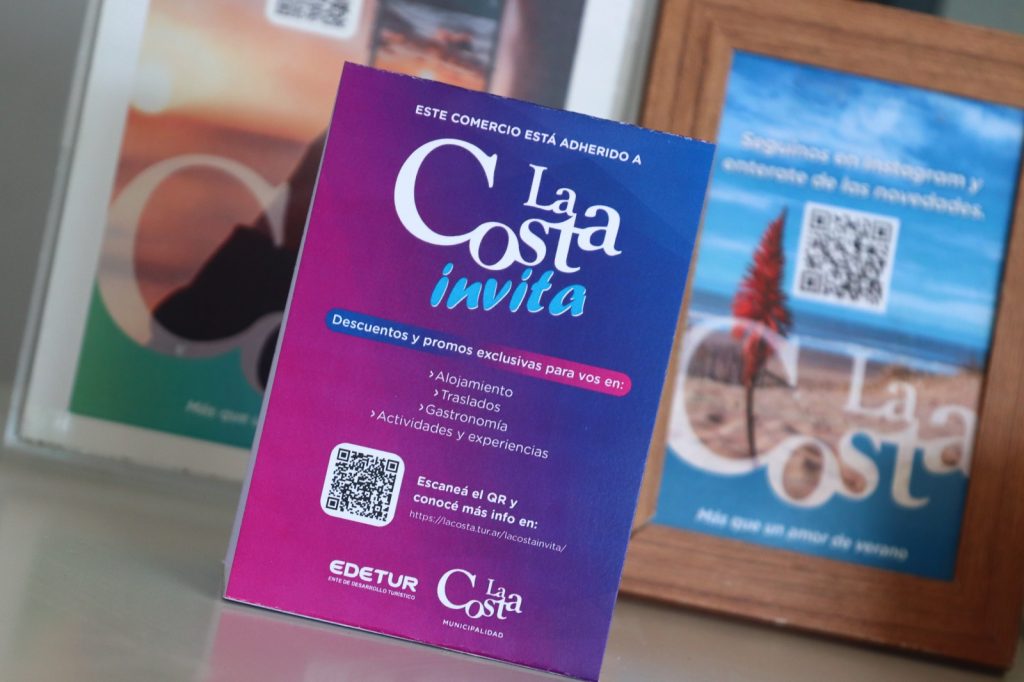 ESTE COMERCIO ESTÁ ADHERIDO A
La
Costa
invita
Descuentos y promos exclusivas para vos en:
›Alojamiento
›Traslados
›Gastronomía
›Actividades y experiencias
Escaneá el QR y
conocé más info en:
https://lacosta.tur.ar/lacostainvita/
EDETUR
ENTE DE DESARROLLO TURÍSTICO
La
Costa
MUNICIPALIDAD
Seguinos en Instagram y
enterate de las novedades.
La
Costa
Más que un amor de verano
Más que